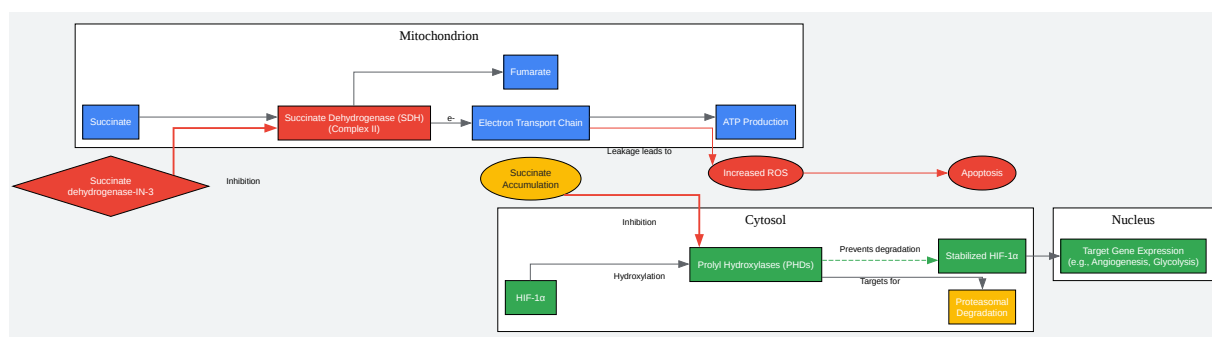 Mitochondrion
Fumarate
Succinate
Succinate Dehydrogenase (SDH)
(Complex II)
e-
Electron Transport Chain
ATP Production
Leakage leads to
Succinate
dehydrogenase-IN-3
Inhibition
Succinate
Accumulation
Increased ROS
Apoptosis
Cytosol
Nucleus
Inhibition
Prevents degradation
Stabilized HIF-1α
Target Gene Expression
(e.g., Angiogenesis, Glycolysis)
Prolyl Hydroxylases (PHDs)
Hydroxylation
Targets for
HIF-1α
Proteasomal
Degradation